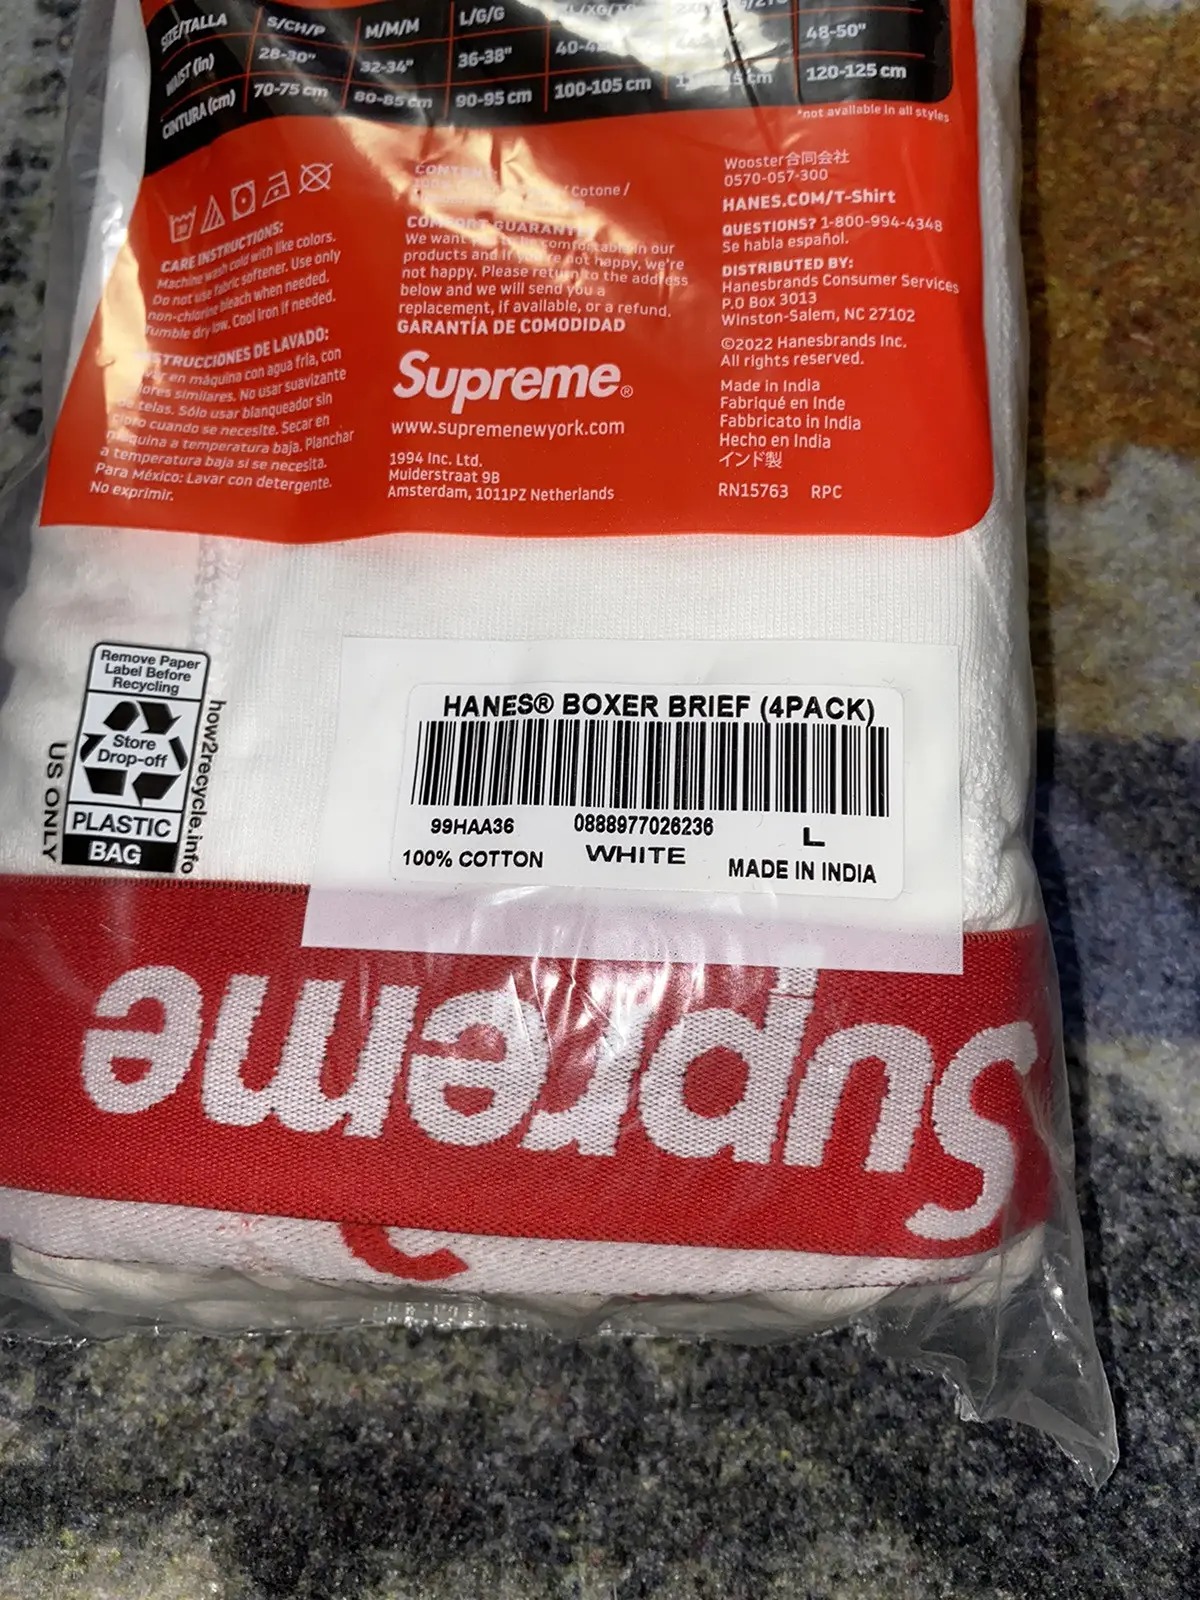 SIZE/TALLA S/CH/P M/M/M L/G/G
WAIST (in) 28-30" 32-34" 36-38" 48-50"
CINTURA (cm) 70-75 cm 80-85 cm 90-95 cm 100-105 cm 120-125 cm
*not available in all styles
CARE INSTRUCTIONS:
Machine wash cold with like colors.
Do not use fabric softener. Use only
non-chlorine bleach when needed.
Tumble dry low. Cool iron if needed.
INSTRUCCIONES DE LAVADO:
en máquina con agua fría, con
similares. No usar suavizante
de telas. Sólo usar blanqueador sin
cloro cuando se necesite. Secar en
máquina a temperatura baja. Planchar
a temperatura baja si se necesita.
Para México: Lavar con detergente.
No exprimir.
CONTENT:
/ Cotone /
COMFORT GUARANTEE
We want you to be comfortable in our
products and if you're not happy, we're
not happy. Please return to the address
below and we will send you a
replacement, if available, or a refund.
GARANTÍA DE COMODIDAD
Supreme®
www.supremenewyork.com
1994 Inc. Ltd.
Muiderstraat 9B
Amsterdam, 1011PZ Netherlands
Wooster合同会社
0570-057-300
HANES.COM/T-Shirt
QUESTIONS? 1-800-994-4348
Se habla español.
DISTRIBUTED BY:
Hanesbrands Consumer Services
P.O Box 3013
Winston-Salem, NC 27102
©2022 Hanesbrands Inc.
All rights reserved.
Made in India
Fabriqué en Inde
Fabbricato in India
Hecho en India
インド製
RN15763 RPC
Remove Paper
Label Before
Recycling
Store
Drop-off
PLASTIC
BAG
US ONLY
how2recycle.info
HANES® BOXER BRIEF (4PACK)
99HAA36 0888977026236 L
100% COTTON WHITE MADE IN INDIA
Supreme